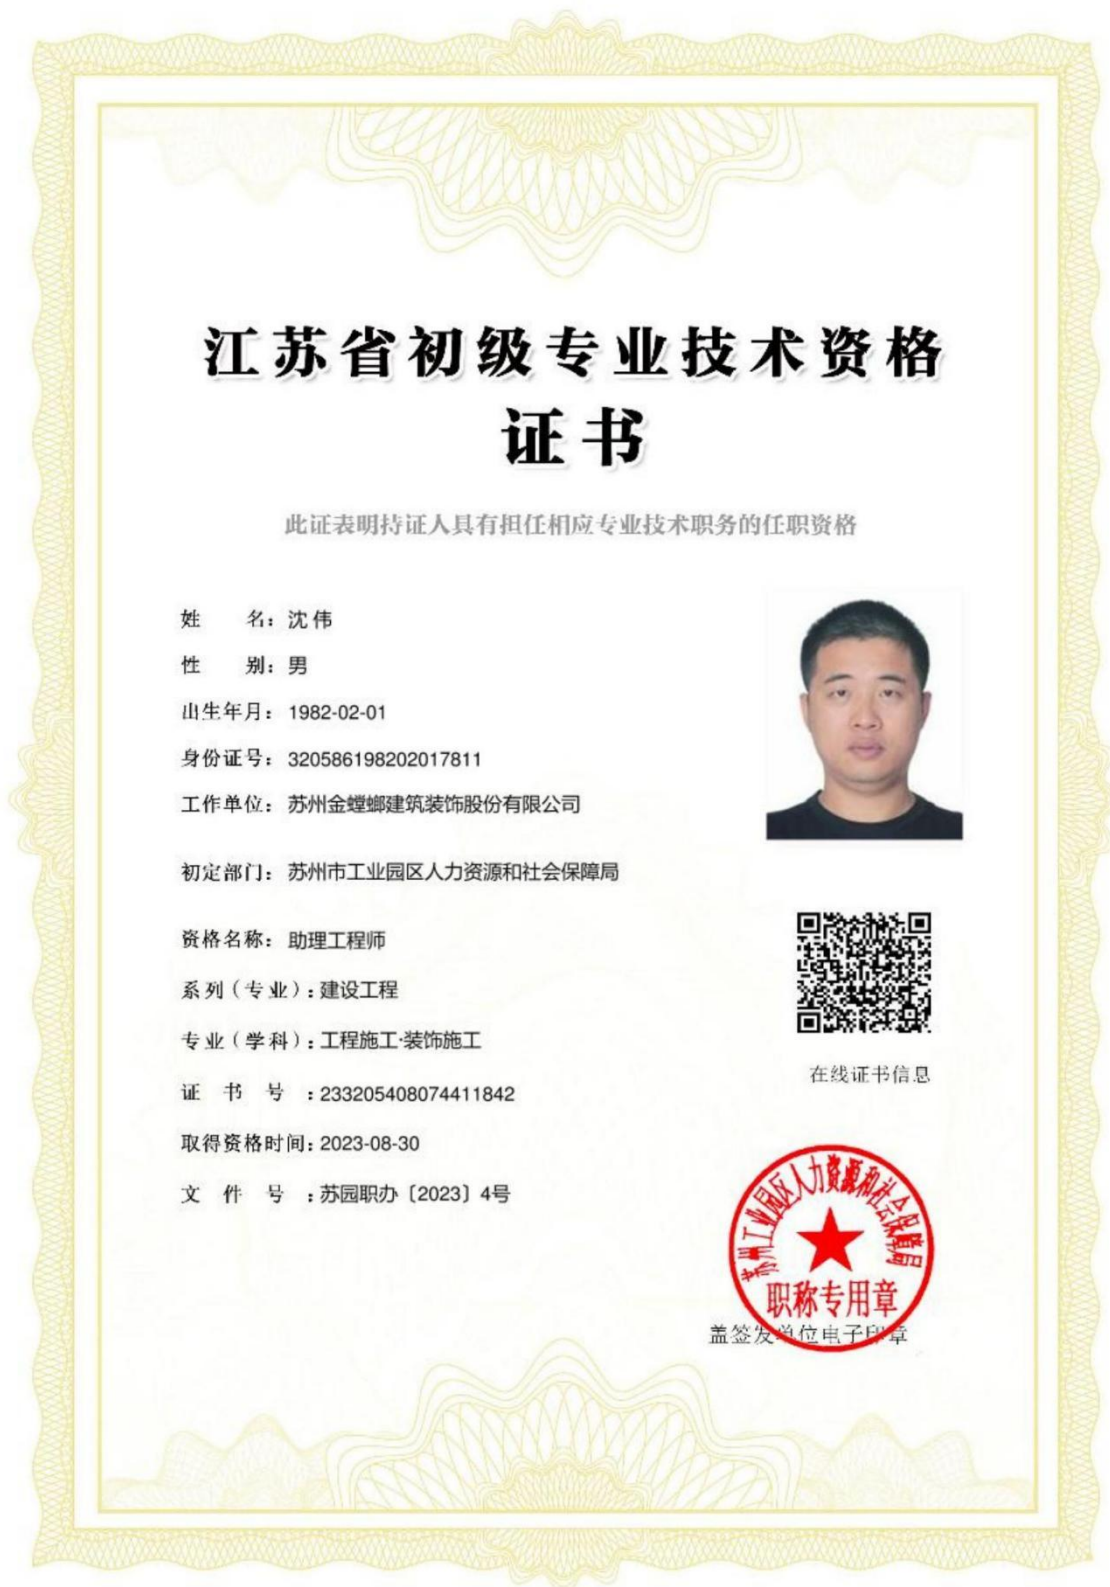 江苏省初级专业技术资格
证书
此证表明持证人具有担任相应专业技术职务的任职资格
姓 名：沈伟
性 别：男
出生年月：1982-02-01
身份证号：320586198202017811
工作单位：苏州金螳螂建筑装饰股份有限公司
初定部门：苏州市工业园区人力资源和社会保障局
资格名称：助理工程师
系列（专业）：建设工程
专业（学科）：工程施工·装饰施工
证 书 号：233205408074411842
取得资格时间：2023-08-30
文 件 号：苏园职办〔2023〕4号
在线证书信息
苏州工业园区人力资源和社会保障局
职称专用章
盖签发单位电子印章